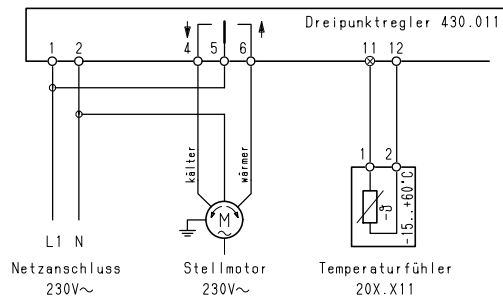 Dreipunktregler 430.011
1 2 4 5 6 11 12
kälter wärmer
1 2
-ϑ
-15...+60°C
M
∼
L1 N
Netzanschluss
230V∼
Stellmotor
230V∼
Temperaturfühler
20X.X11